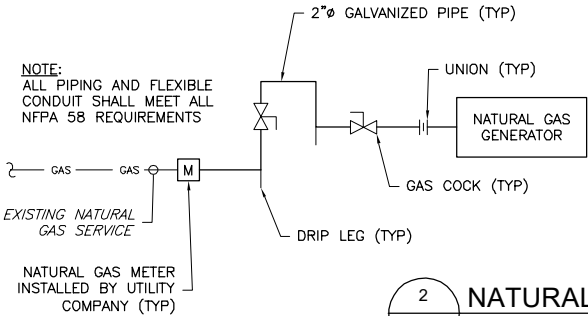 2"ø GALVANIZED PIPE (TYP)
NOTE:
ALL PIPING AND FLEXIBLE
CONDUIT SHALL MEET ALL
NFPA 58 REQUIREMENTS
UNION (TYP)
NATURAL GAS
GENERATOR
GAS
GAS
M
GAS COCK (TYP)
EXISTING NATURAL
GAS SERVICE
DRIP LEG (TYP)
NATURAL GAS METER
INSTALLED BY UTILITY
COMPANY (TYP)
2
NATURAL